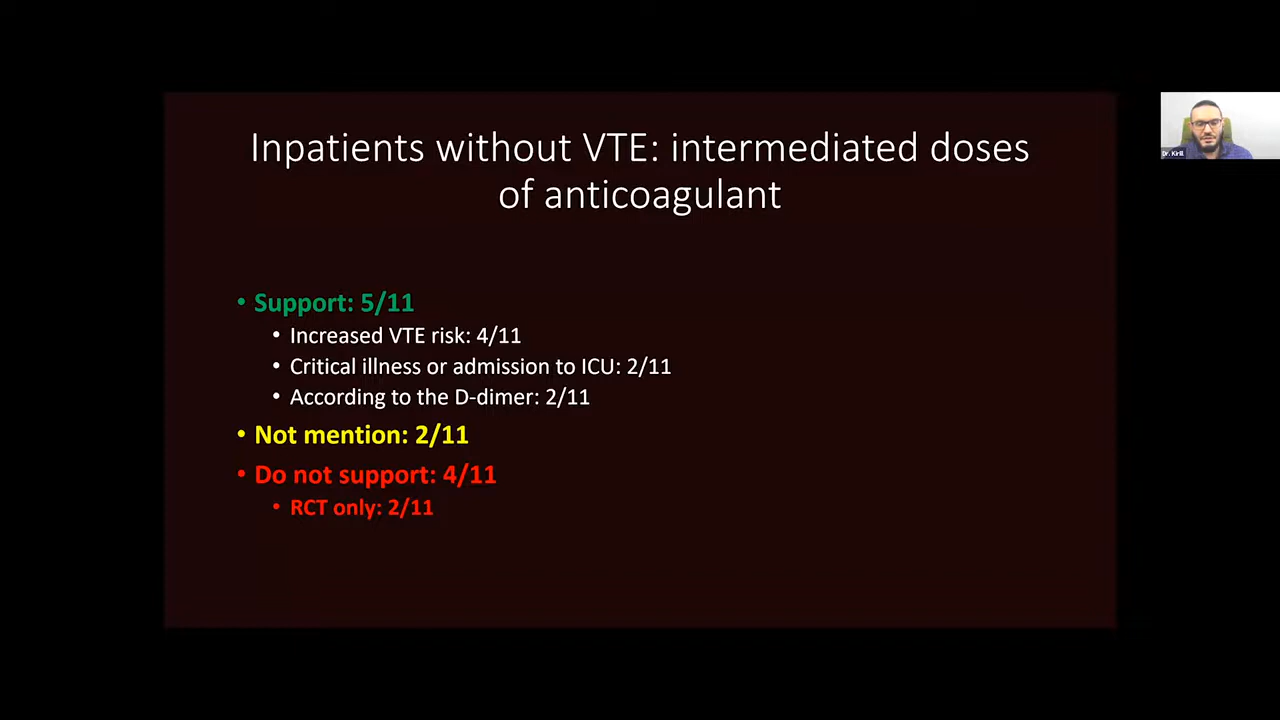 Inpatients without VTE: intermediated doses
of anticoagulant
• Support: 5/11
• Increased VTE risk: 4/11
• Critical illness or admission to ICU: 2/11
• According to the D-dimer: 2/11
• Not mention: 2/11
• Do not support: 4/11
• RCT only: 2/11
Dr. Kirill